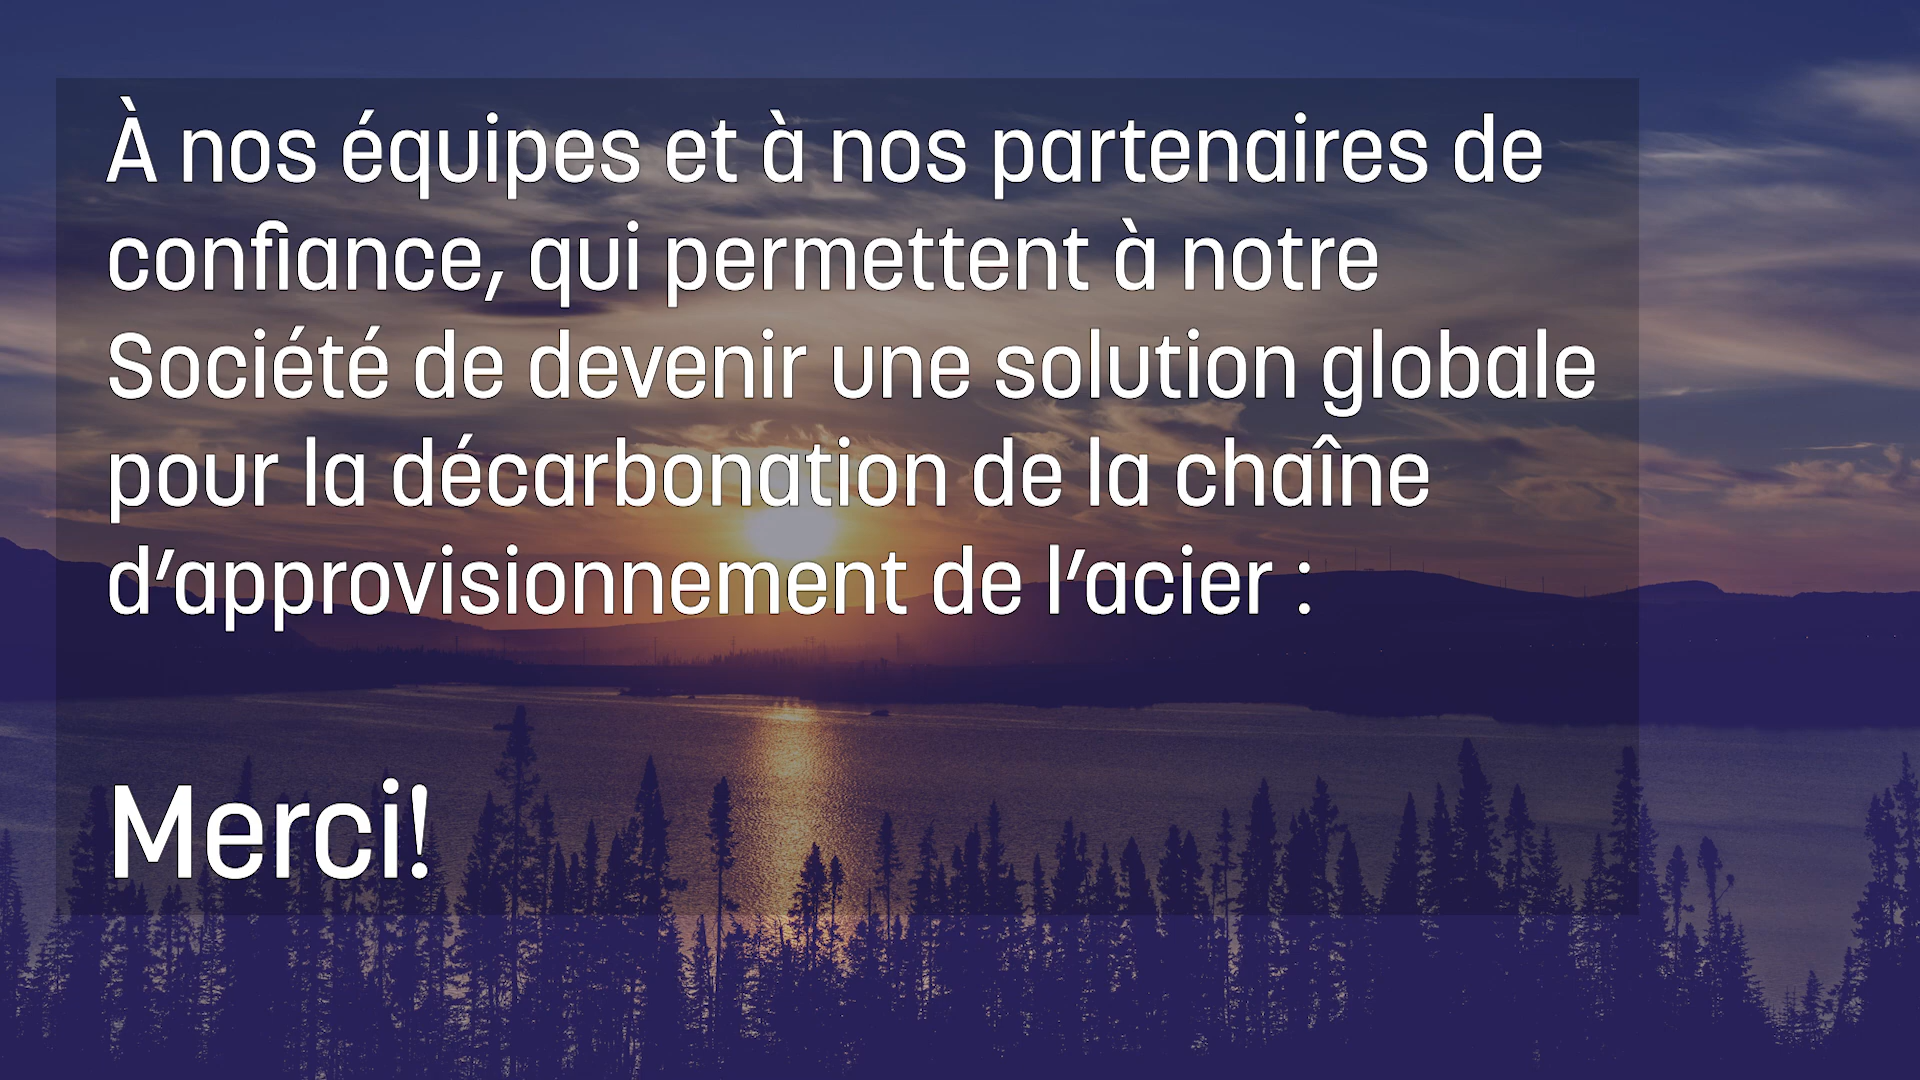 À nos équipes et à nos partenaires de
confiance, qui permettent à notre
Société de devenir une solution globale
pour la décarbonation de la chaîne
d’approvisionnement de l’acier :
Merci!